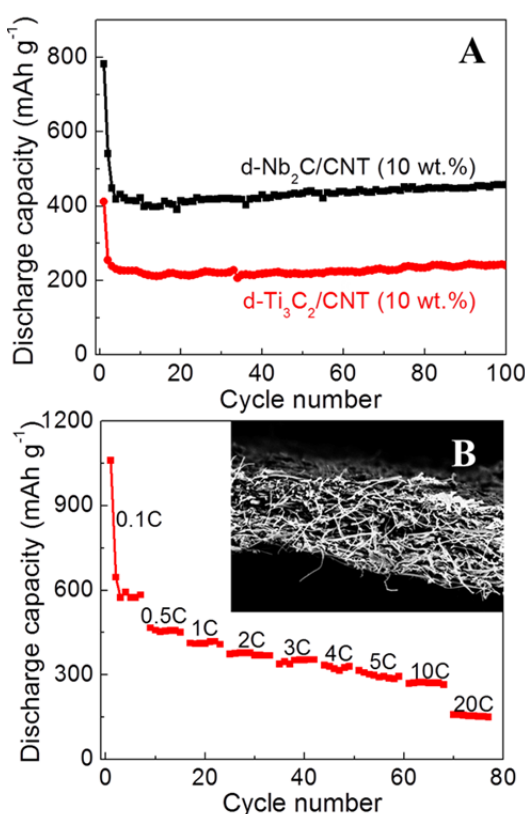 A
Discharge capacity (mAh g⁻¹)
800
600
400
200
0
d-Nb₂C/CNT (10 wt.%)
d-Ti₃C₂/CNT (10 wt.%)
0 20 40 60 80 100
Cycle number
B
Discharge capacity (mAh g⁻¹)
1200
900
600
300
0
0.1C
0.5C
1C
2C
3C
4C
5C
10C
20C
0 20 40 60 80
Cycle number